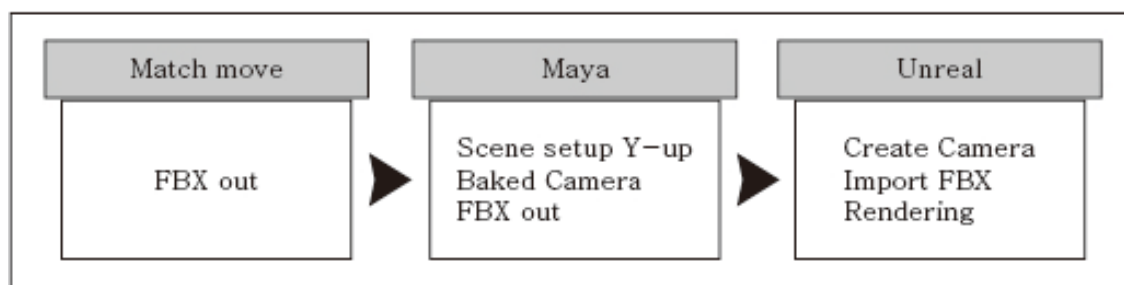 Match move
FBX out
Maya
Scene setup Y-up
Baked Camera
FBX out
Unreal
Create Camera
Import FBX
Rendering